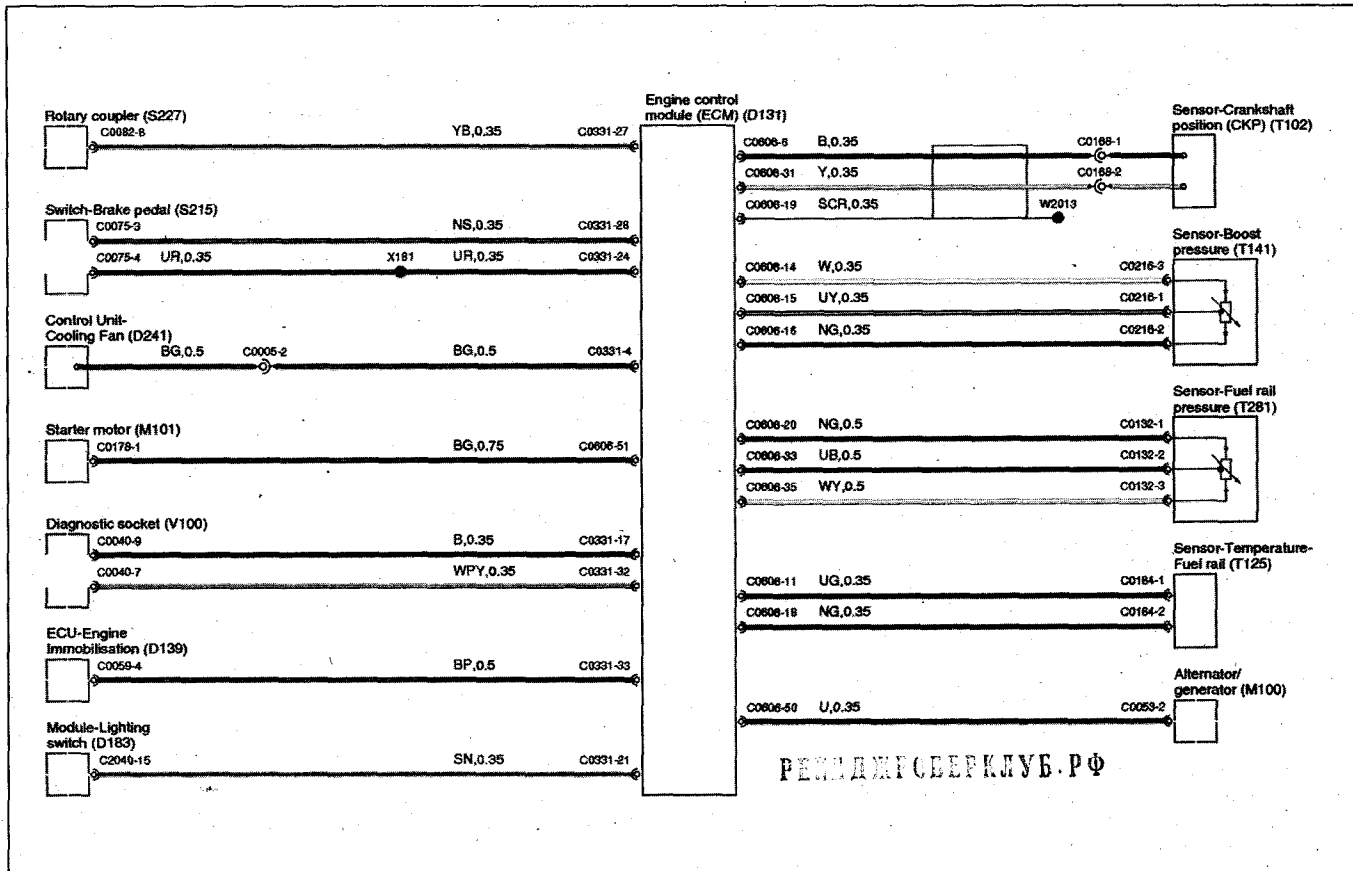 Rotary coupler (S227)
C0082-8 YB,0.35 C0331-27
Switch-Brake pedal (S215)
C0075-3 NS,0.35 C0331-28
C0075-4 UR,0.35 X181 UR,0.35 C0331-24
Control Unit-
Cooling Fan (D241)
BG,0.5 C0005-2 BG,0.5 C0331-4
Starter motor (M101)
C0178-1 BG,0.75 C0606-51
Diagnostic socket (V100)
C0040-9 B,0.35 C0331-17
C0040-7 WPY,0.35 C0331-32
ECU-Engine
Immobilisation (D139)
C0059-4 BP,0.5 C0331-33
Module-Lighting
switch (D183)
C2040-15 SN,0.35 C0331-21
Engine control
module (ECM) (D131)
Sensor-Crankshaft
position (CKP) (T102)
C0606-6 B,0.35 C0168-1
C0606-31 Y,0.35 C0168-2
C0606-19 SCR,0.35 W2013
Sensor-Boost
pressure (T141)
C0606-14 W,0.35 C0216-3
C0606-15 UY,0.35 C0216-1
C0606-16 NG,0.35 C0216-2
Sensor-Fuel rail
pressure (T281)
C0606-20 NG,0.5 C0132-1
C0606-33 UB,0.5 C0132-2
C0606-35 WY,0.5 C0132-3
Sensor-Temperature-
Fuel rail (T125)
C0606-11 UG,0.35 C0184-1
C0606-18 NG,0.35 C0184-2
Alternator/
generator (M100)
C0606-50 U,0.35 C0053-2
РЕНДЖРОВЕРКЛУБ.РФ